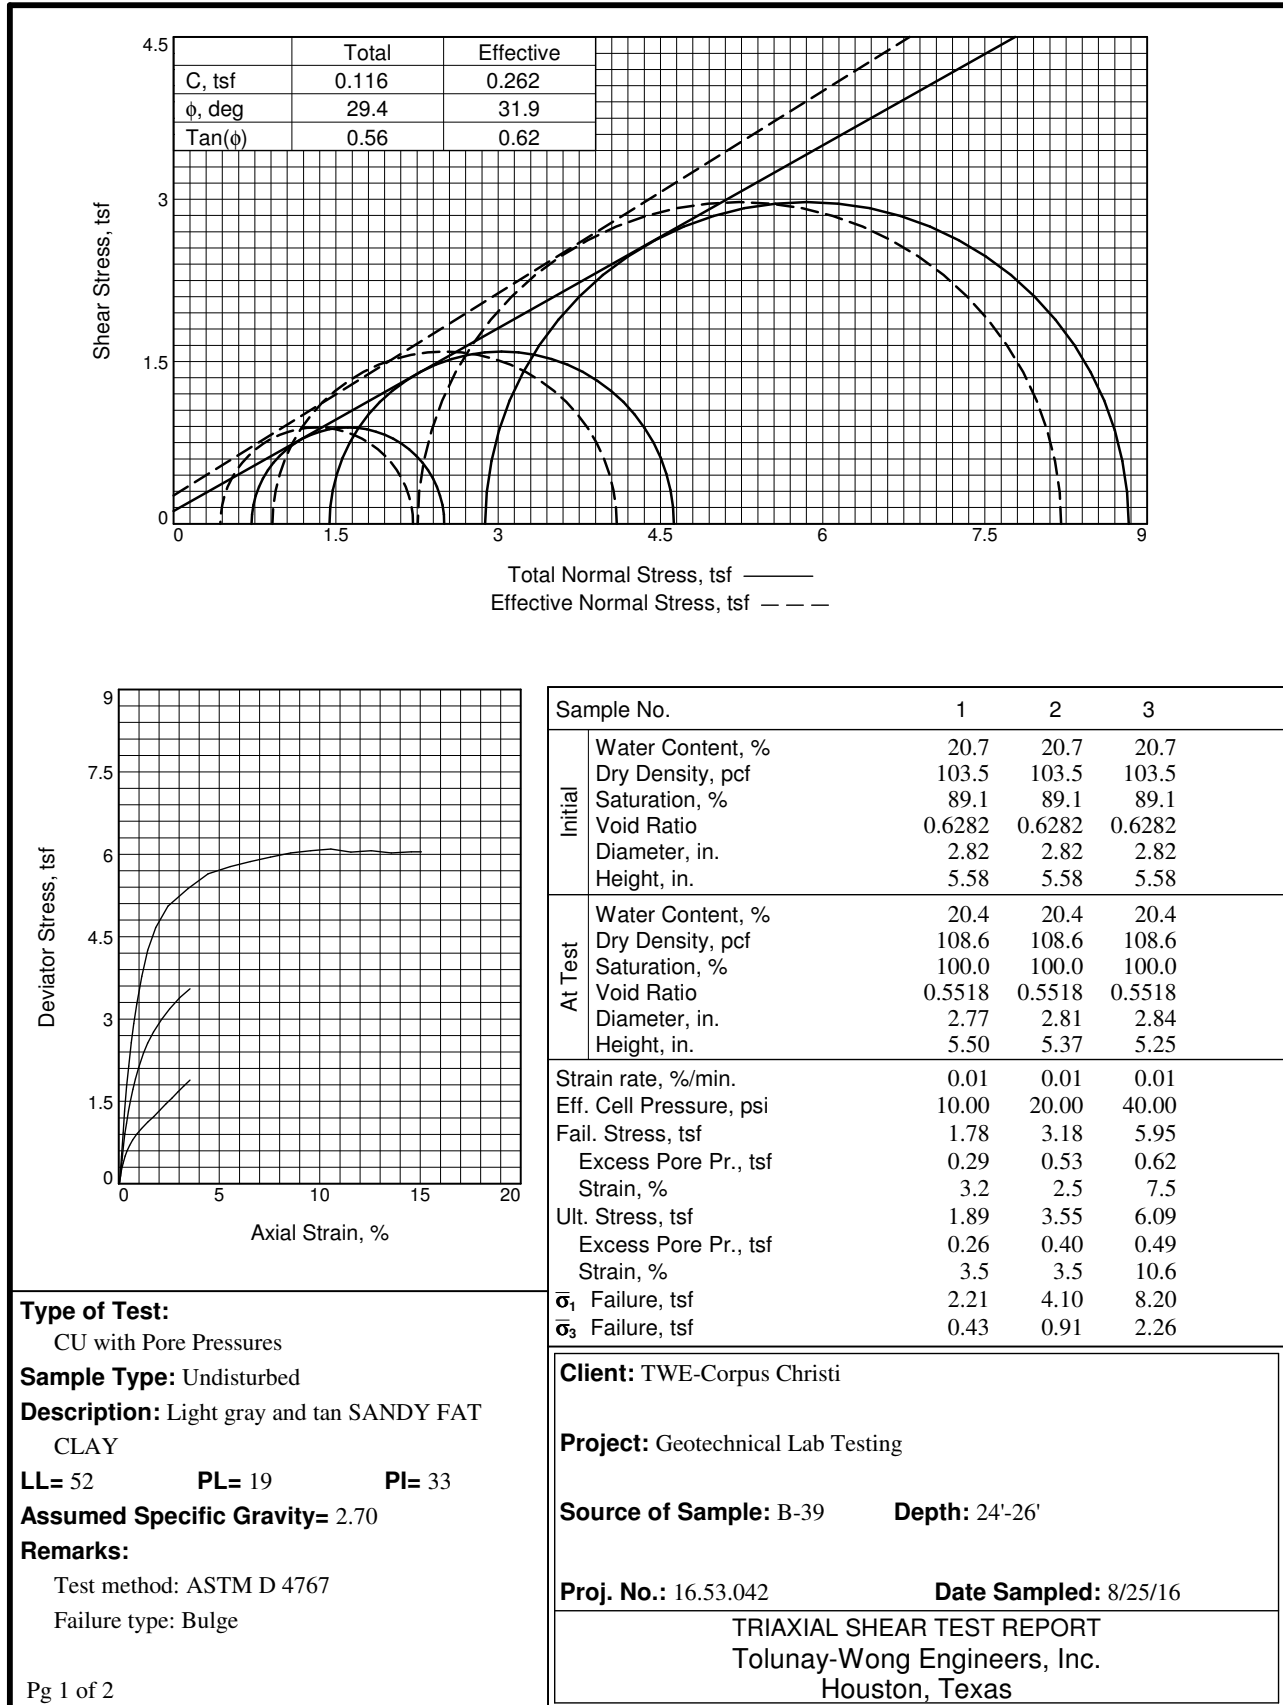 Total Effective
C, tsf 0.116 0.262
ϕ, deg 29.4 31.9
Tan(ϕ) 0.56 0.62
Shear Stress, tsf
4.5
3
1.5
0
0 1.5 3 4.5 6 7.5 9
Total Normal Stress, tsf
Effective Normal Stress, tsf
Deviator Stress, tsf
9
7.5
6
4.5
3
1.5
0
0 5 10 15 20
Axial Strain, %
Sample No. 1 2 3
Initial
Water Content, % 20.7 20.7 20.7
Dry Density, pcf 103.5 103.5 103.5
Saturation, % 89.1 89.1 89.1
Void Ratio 0.6282 0.6282 0.6282
Diameter, in. 2.82 2.82 2.82
Height, in. 5.58 5.58 5.58
At Test
Water Content, % 20.4 20.4 20.4
Dry Density, pcf 108.6 108.6 108.6
Saturation, % 100.0 100.0 100.0
Void Ratio 0.5518 0.5518 0.5518
Diameter, in. 2.77 2.81 2.84
Height, in. 5.50 5.37 5.25
Strain rate, %/min. 0.01 0.01 0.01
Eff. Cell Pressure, psi 10.00 20.00 40.00
Fail. Stress, tsf 1.78 3.18 5.95
Excess Pore Pr., tsf 0.29 0.53 0.62
Strain, % 3.2 2.5 7.5
Ult. Stress, tsf 1.89 3.55 6.09
Excess Pore Pr., tsf 0.26 0.40 0.49
Strain, % 3.5 3.5 10.6
σ̅₁ Failure, tsf 2.21 4.10 8.20
σ̅₃ Failure, tsf 0.43 0.91 2.26
Type of Test:
CU with Pore Pressures
Sample Type: Undisturbed
Description: Light gray and tan SANDY FAT
CLAY
LL= 52 PL= 19 PI= 33
Assumed Specific Gravity= 2.70
Remarks:
Test method: ASTM D 4767
Failure type: Bulge
Pg 1 of 2
Client: TWE-Corpus Christi
Project: Geotechnical Lab Testing
Source of Sample: B-39 Depth: 24'-26'
Proj. No.: 16.53.042 Date Sampled: 8/25/16
TRIAXIAL SHEAR TEST REPORT
Tolunay-Wong Engineers, Inc.
Houston, Texas